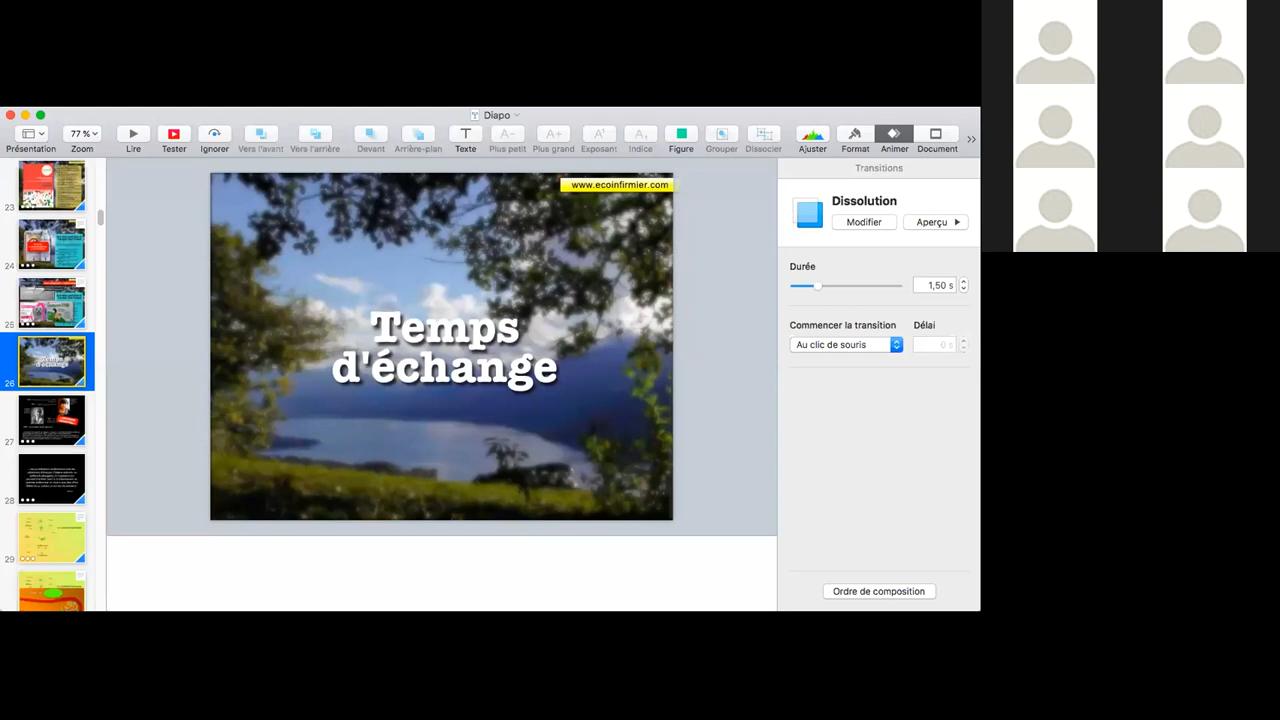 Diapo
77 %
Présentation
Zoom
Lire
Tester
Ignorer
Vers l'avant
Vers l'arrière
Devant
Arrière-plan
Texte
Plus petit
Plus grand
Exposant
Indice
Figure
Grouper
Dissocier
Ajuster
Format
Animer
Document
Transitions
23
24
25
26
27
28
29
www.ecoinfirmier.com
Temps
d'échange
Dissolution
Modifier
Aperçu
Durée
1,50 s
Commencer la transition
Délai
Au clic de souris
0 s
Ordre de composition